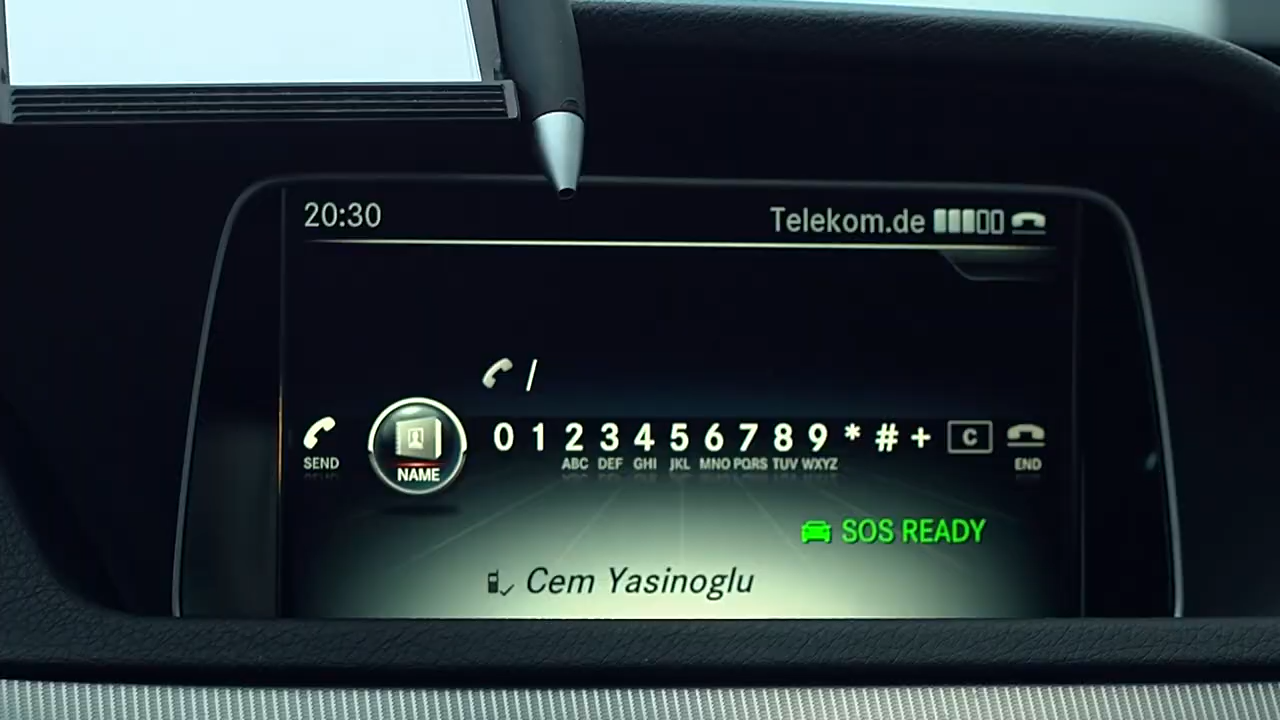 20:30 Telekom.de
/
SEND NAME 0 1 2 3 4 5 6 7 8 9 * # + C END
ABC DEF GHI JKL MNO PQRS TUV WXYZ
SOS READY
Cem Yasinoglu